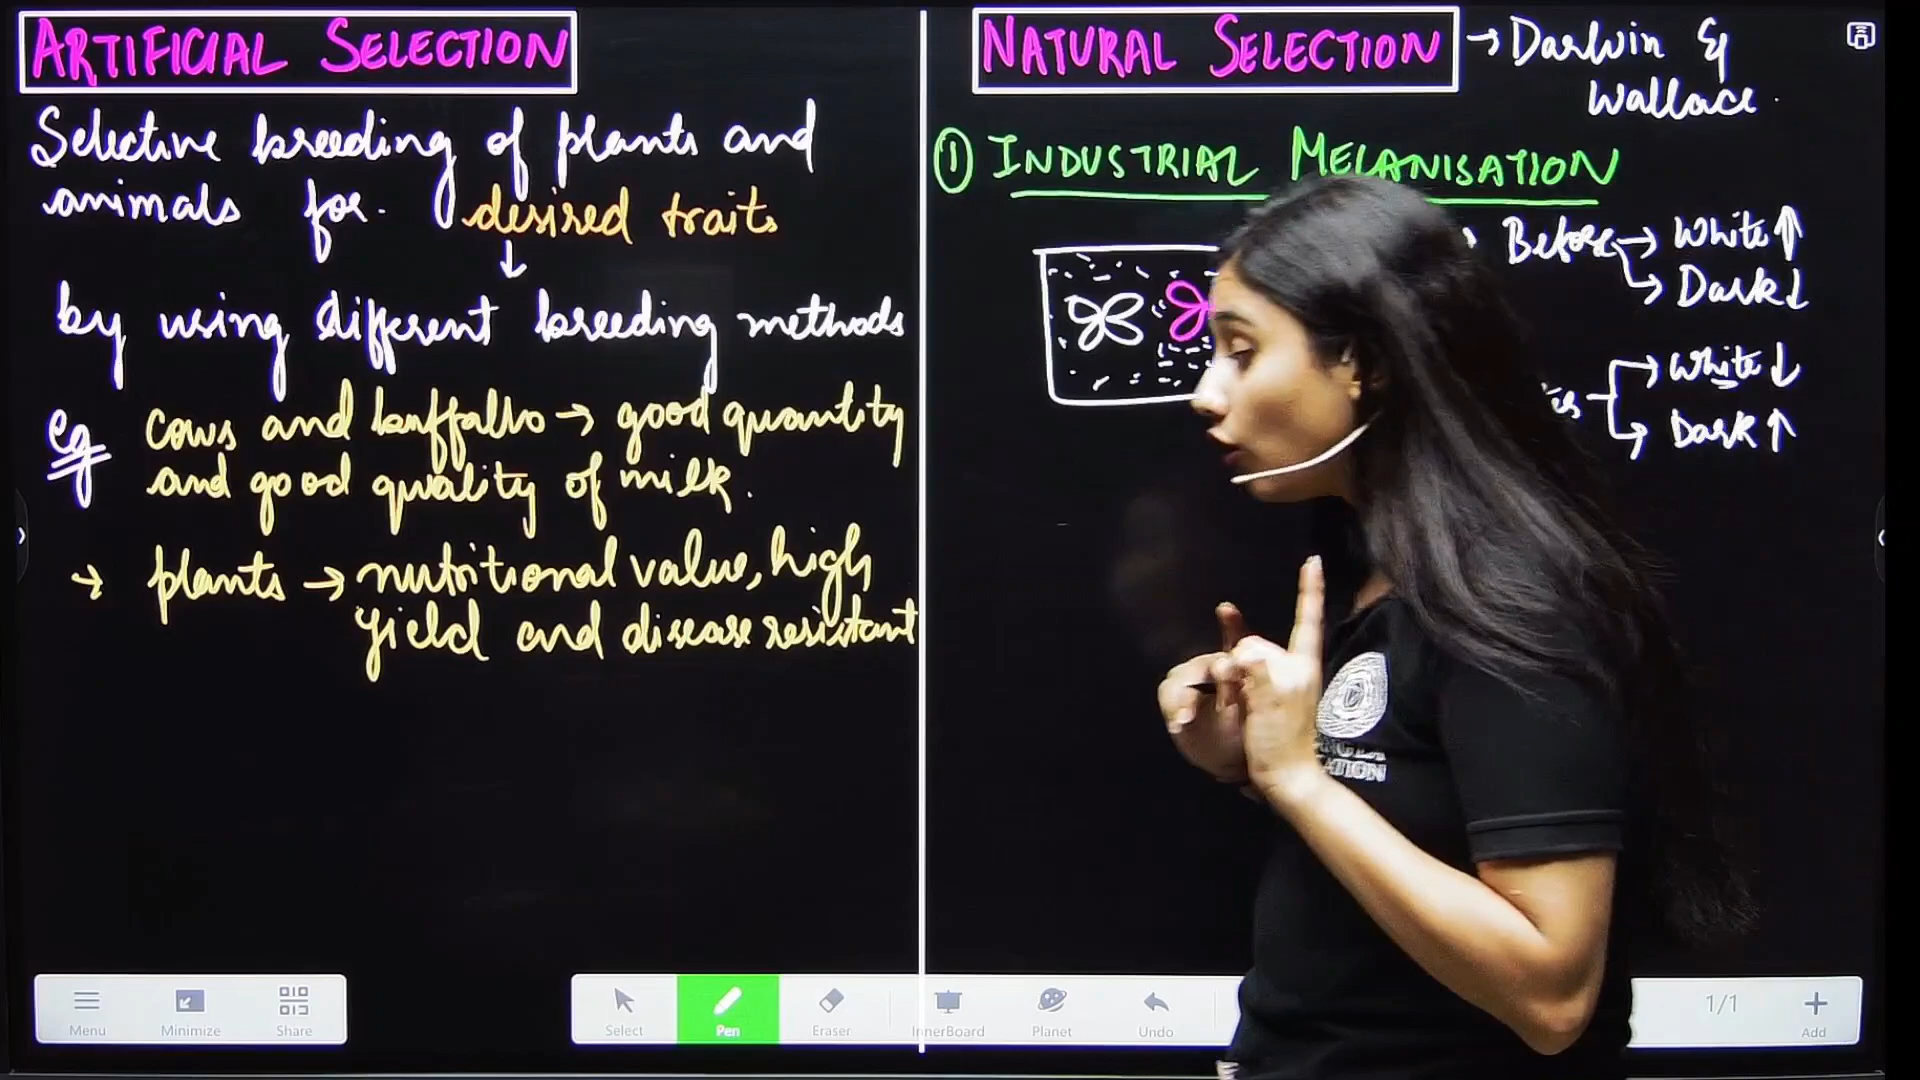 ARTIFICIAL SELECTION
Selective breeding of plants and
animals for desired traits
↓
by using different breeding methods
eg cows and buffallo → good quantity
and good quality of milk.
→ plants → nutritional value, high
yield and disease resistant
NATURAL SELECTION → Darwin &
Wallace.
① INDUSTRIAL MELANISATION
Before → White ↑
→ Dark ↓
→ White ↓
→ Dark ↑
ATION
Menu
Minimize
Share
Select
Pen
Eraser
InnerBoard
Planet
Undo
1/1
Add